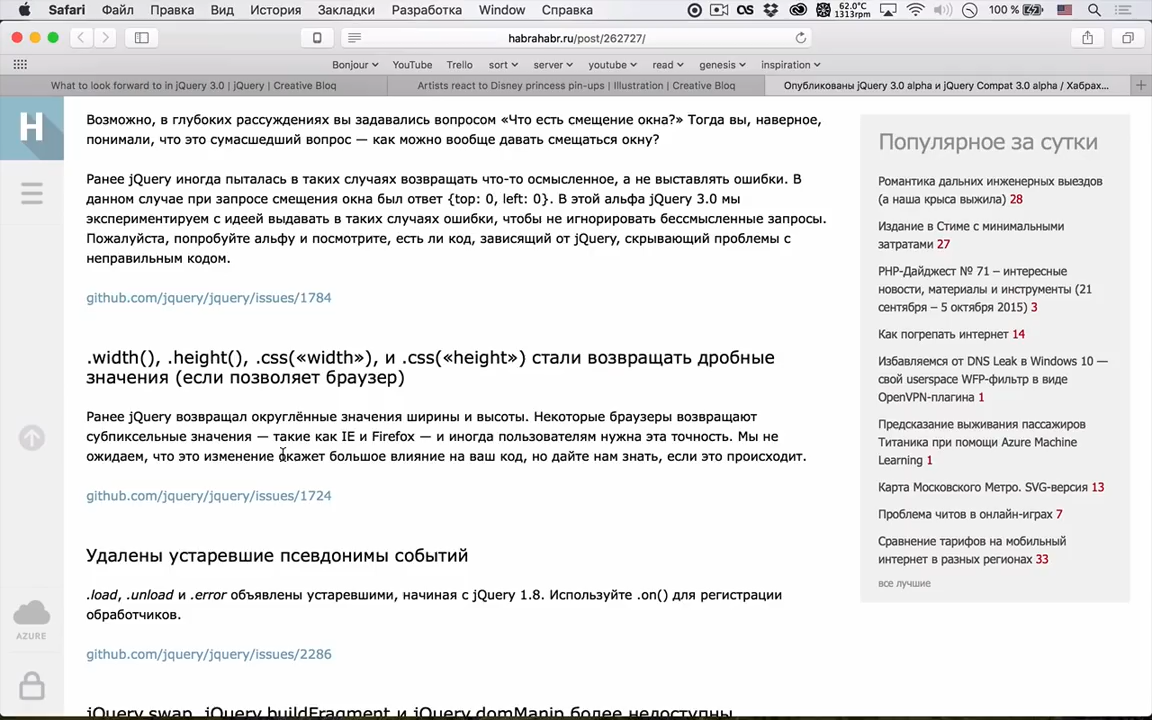 Safari Файл Правка Вид История Закладки Разработка Window Справка 62.0°C 1313rpm 100 %
habrahabr.ru/post/262727/
Bonjour YouTube Trello sort server youtube read genesis inspiration
What to look forward to in jQuery 3.0 | jQuery | Creative Bloq
Artists react to Disney princess pin-ups | Illustration | Creative Bloq
Опубликованы jQuery 3.0 alpha и jQuery Compat 3.0 alpha / Хабрах...
H
Возможно, в глубоких рассуждениях вы задавались вопросом «Что есть смещение окна?» Тогда вы, наверное,
понимали, что это сумасшедший вопрос — как можно вообще давать смещаться окну?
Ранее jQuery иногда пыталась в таких случаях возвращать что-то осмысленное, а не выставлять ошибки. В
данном случае при запросе смещения окна был ответ {top: 0, left: 0}. В этой альфа jQuery 3.0 мы
экспериментируем с идеей выдавать в таких случаях ошибки, чтобы не игнорировать бессмысленные запросы.
Пожалуйста, попробуйте альфу и посмотрите, есть ли код, зависящий от jQuery, скрывающий проблемы с
неправильным кодом.
github.com/jquery/jquery/issues/1784
.width(), .height(), .css(«width»), и .css(«height») стали возвращать дробные
значения (если позволяет браузер)
Ранее jQuery возвращал округлённые значения ширины и высоты. Некоторые браузеры возвращают
субпиксельные значения — такие как IE и Firefox — и иногда пользователям нужна эта точность. Мы не
ожидаем, что это изменение окажет большое влияние на ваш код, но дайте нам знать, если это происходит.
github.com/jquery/jquery/issues/1724
Удалены устаревшие псевдонимы событий
.load, .unload и .error объявлены устаревшими, начиная с jQuery 1.8. Используйте .on() для регистрации
обработчиков.
github.com/jquery/jquery/issues/2286
jQuery.swap, jQuery.buildFragment и jQuery.domManip более недоступны
AZURE
Популярное за сутки
Романтика дальних инженерных выездов
(а наша крыса выжила) 28
Издание в Стиме с минимальными
затратами 27
PHP-Дайджест № 71 – интересные
новости, материалы и инструменты (21
сентября – 5 октября 2015) 3
Как погрепать интернет 14
Избавляемся от DNS Leak в Windows 10 —
свой userspace WFP-фильтр в виде
OpenVPN-плагина 1
Предсказание выживания пассажиров
Титаника при помощи Azure Machine
Learning 1
Карта Московского Метро. SVG-версия 13
Проблема читов в онлайн-играх 7
Сравнение тарифов на мобильный
интернет в разных регионах 33
все лучшие